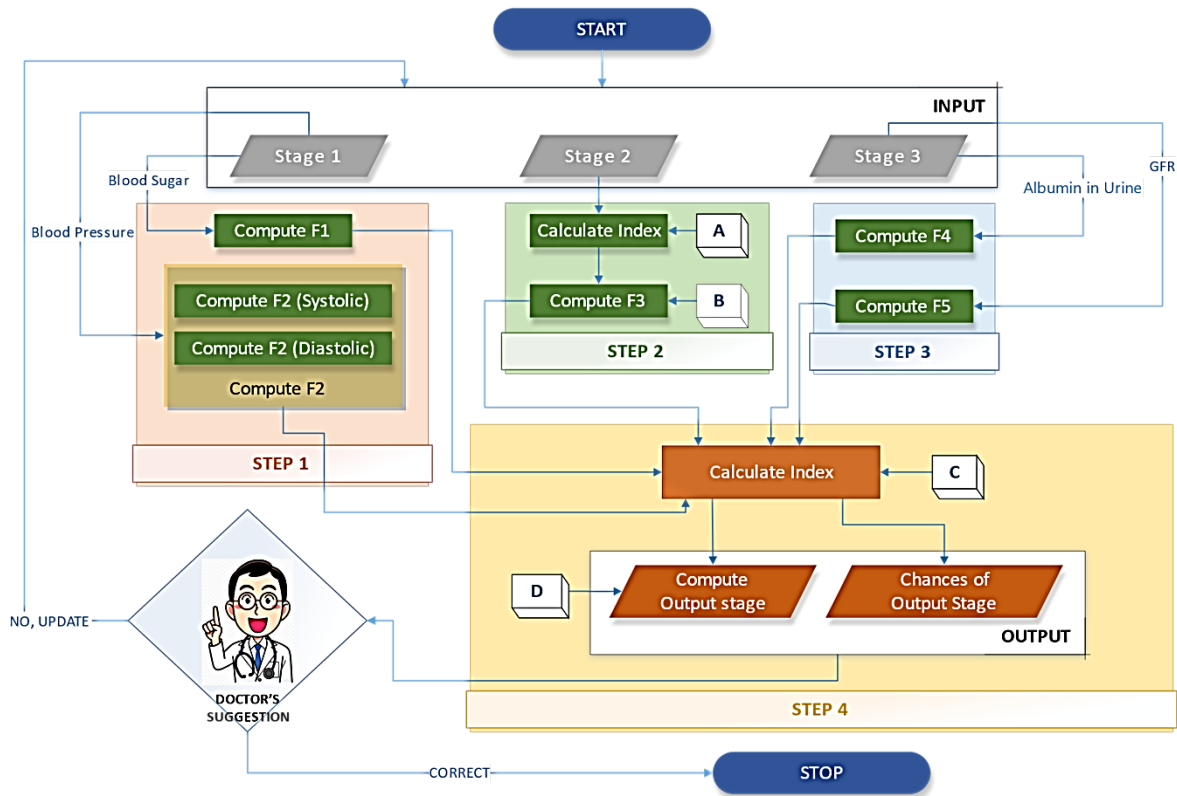 START
INPUT
Stage 1
Stage 2
Stage 3
Blood Sugar
GFR
Albumin in Urine
Blood Pressure
Compute F1
Calculate Index
A
Compute F4
Compute F2 (Systolic)
Compute F3
B
Compute F5
Compute F2 (Diastolic)
STEP 2
STEP 3
Compute F2
STEP 1
Calculate Index
C
D
Compute
Output stage
Chances of
Output Stage
OUTPUT
NO, UPDATE
DOCTOR'S
SUGGESTION
STEP 4
CORRECT
STOP